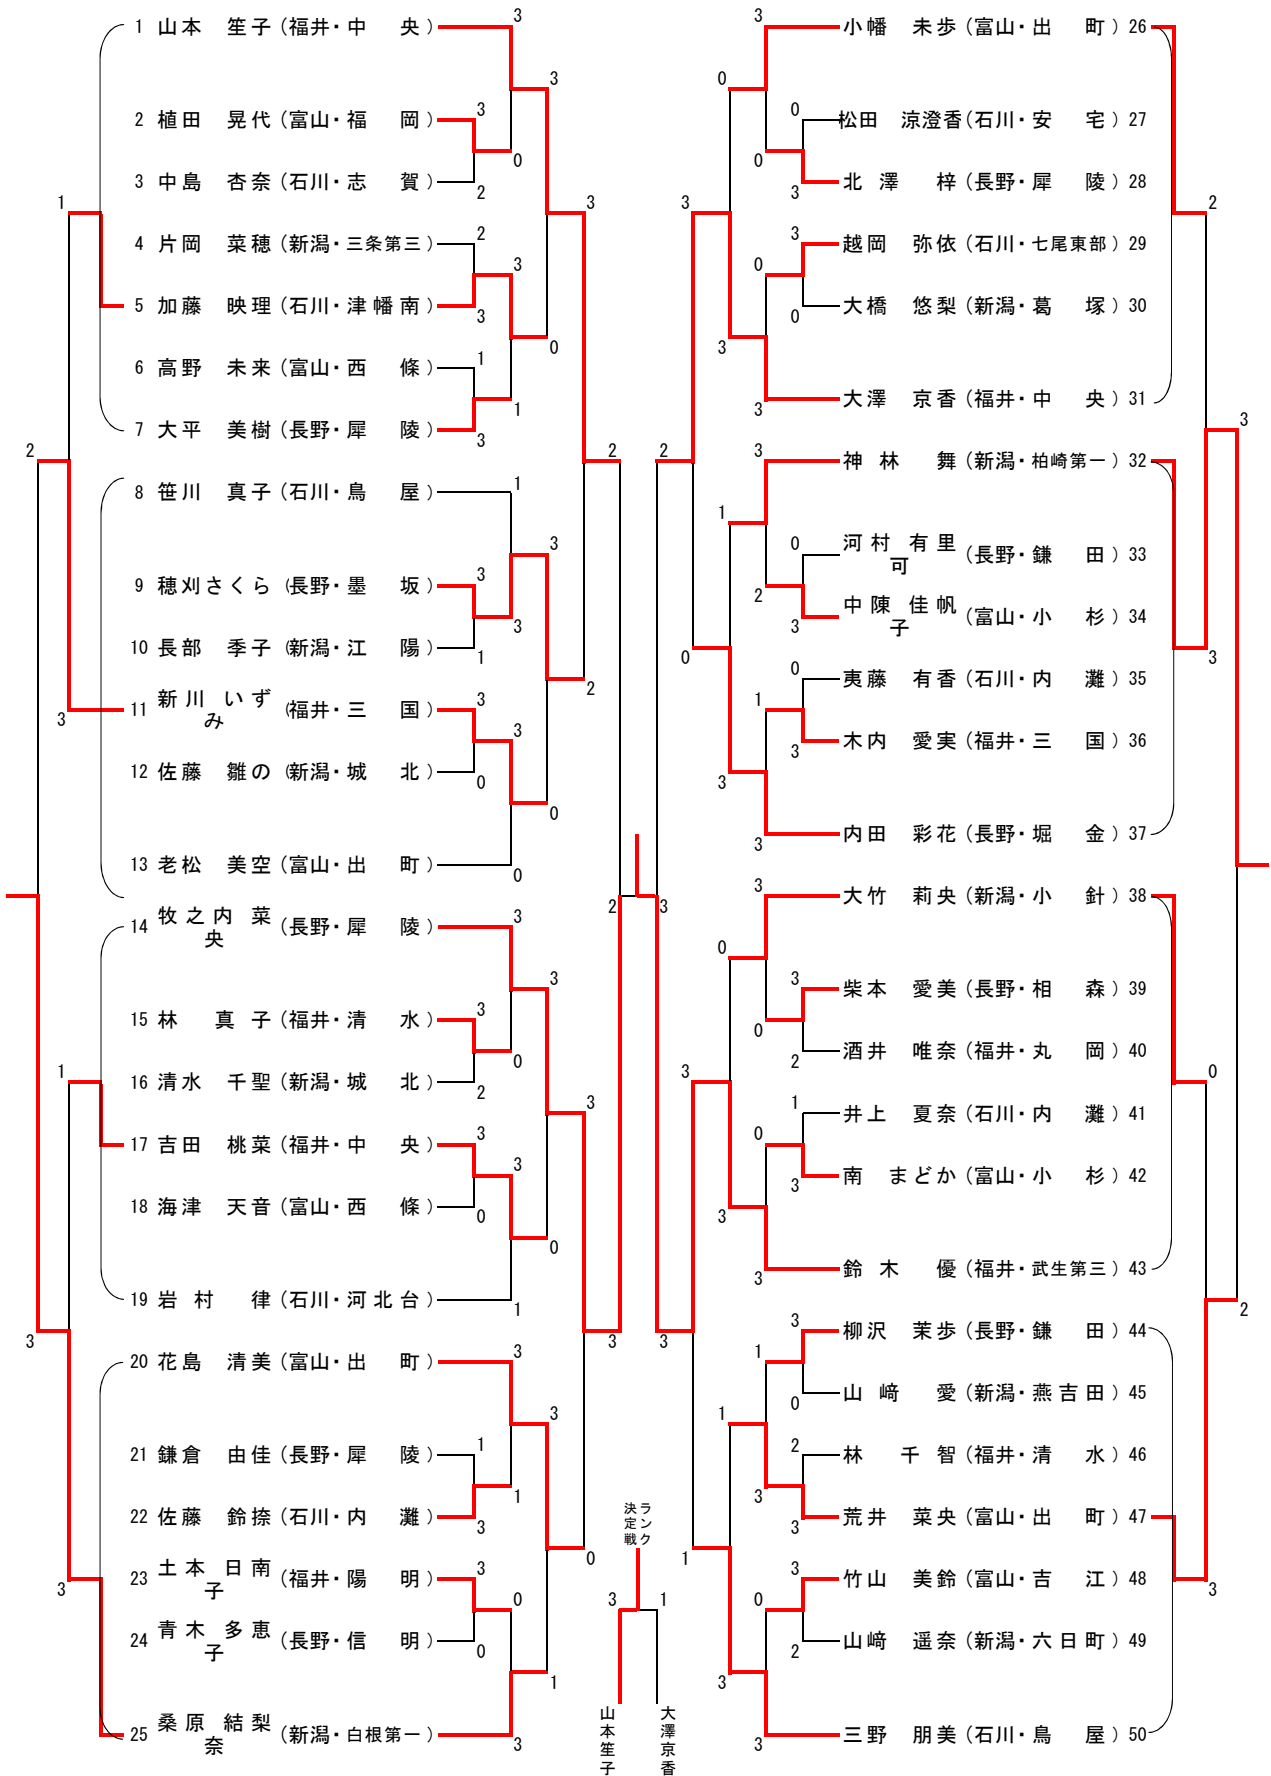 1 山本 笙子 (福井・中央)
2 植田 晃代 (富山・福岡)
3 中島 杏奈 (石川・志賀)
4 片岡 菜穂 (新潟・三条第三)
5 加藤 映理 (石川・津幡南)
6 高野 未来 (富山・西條)
7 大平 美樹 (長野・犀陵)
8 笹川 真子 (石川・鳥屋)
9 穂刈さくら (長野・墨坂)
10 長部 季子 (新潟・江陽)
11 新川 いずみ (福井・三国)
12 佐藤 雛の (新潟・城北)
13 老松 美空 (富山・出町)
14 牧之内 菜央 (長野・犀陵)
15 林 真子 (福井・清水)
16 清水 千聖 (新潟・城北)
17 吉田 桃菜 (福井・中央)
18 海津 天音 (富山・西條)
19 岩村 律 (石川・河北台)
20 花島 清美 (富山・出町)
21 鎌倉 由佳 (長野・犀陵)
22 佐藤 鈴捺 (石川・内灘)
23 土本 日南子 (福井・陽明)
24 青木 多恵子 (長野・信明)
25 桑原 結梨奈 (新潟・白根第一)
小幡 未歩 (富山・出町) 26
松田 涼澄香 (石川・安宅) 27
北澤 梓 (長野・犀陵) 28
越岡 弥依 (石川・七尾東部) 29
大橋 悠梨 (新潟・葛塚) 30
大澤 京香 (福井・中央) 31
神林 舞 (新潟・柏崎第一) 32
河村 有里可 (長野・鎌田) 33
中陳 佳帆子 (富山・小杉) 34
夷藤 有香 (石川・内灘) 35
木内 愛実 (福井・三国) 36
内田 彩花 (長野・堀金) 37
大竹 莉央 (新潟・小針) 38
柴本 愛美 (長野・相森) 39
酒井 唯奈 (福井・丸岡) 40
井上 夏奈 (石川・内灘) 41
南 まどか (富山・小杉) 42
鈴木 優 (福井・武生第三) 43
柳沢 茉歩 (長野・鎌田) 44
山﨑 愛 (新潟・燕吉田) 45
林 千智 (福井・清水) 46
荒井 菜央 (富山・出町) 47
竹山 美鈴 (富山・吉江) 48
山﨑 遥奈 (新潟・六日町) 49
三野 朋美 (石川・鳥屋) 50
ランク
決定戦
3 1
山本笙子
大澤京香